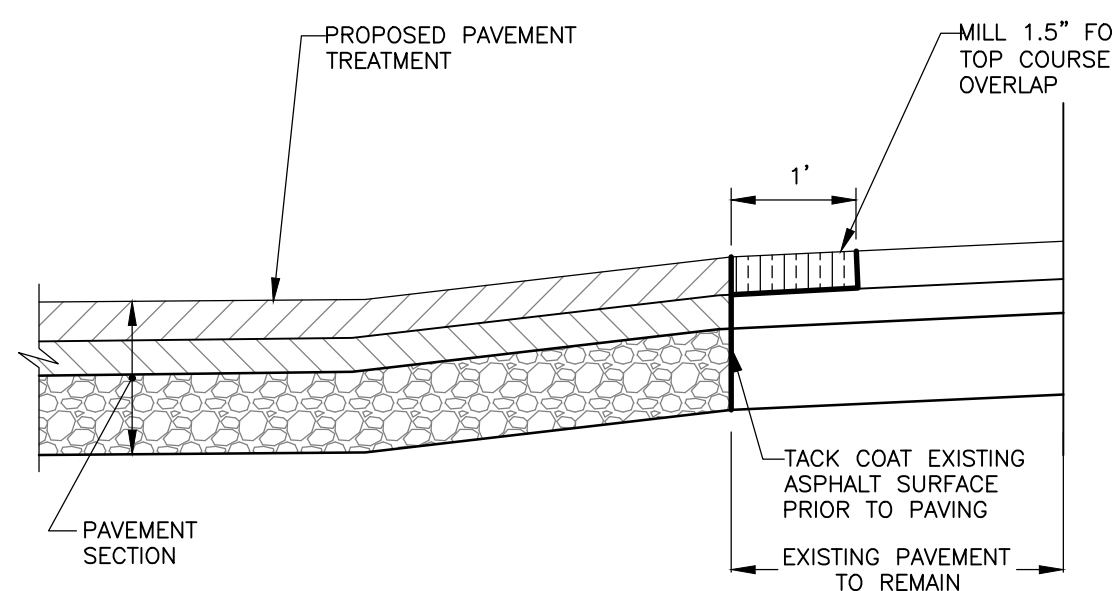 PROPOSED PAVEMENT
TREATMENT
MILL 1.5" FO
TOP COURSE
OVERLAP
1'
TACK COAT EXISTING
ASPHALT SURFACE
PRIOR TO PAVING
PAVEMENT
SECTION
EXISTING PAVEMENT
TO REMAIN